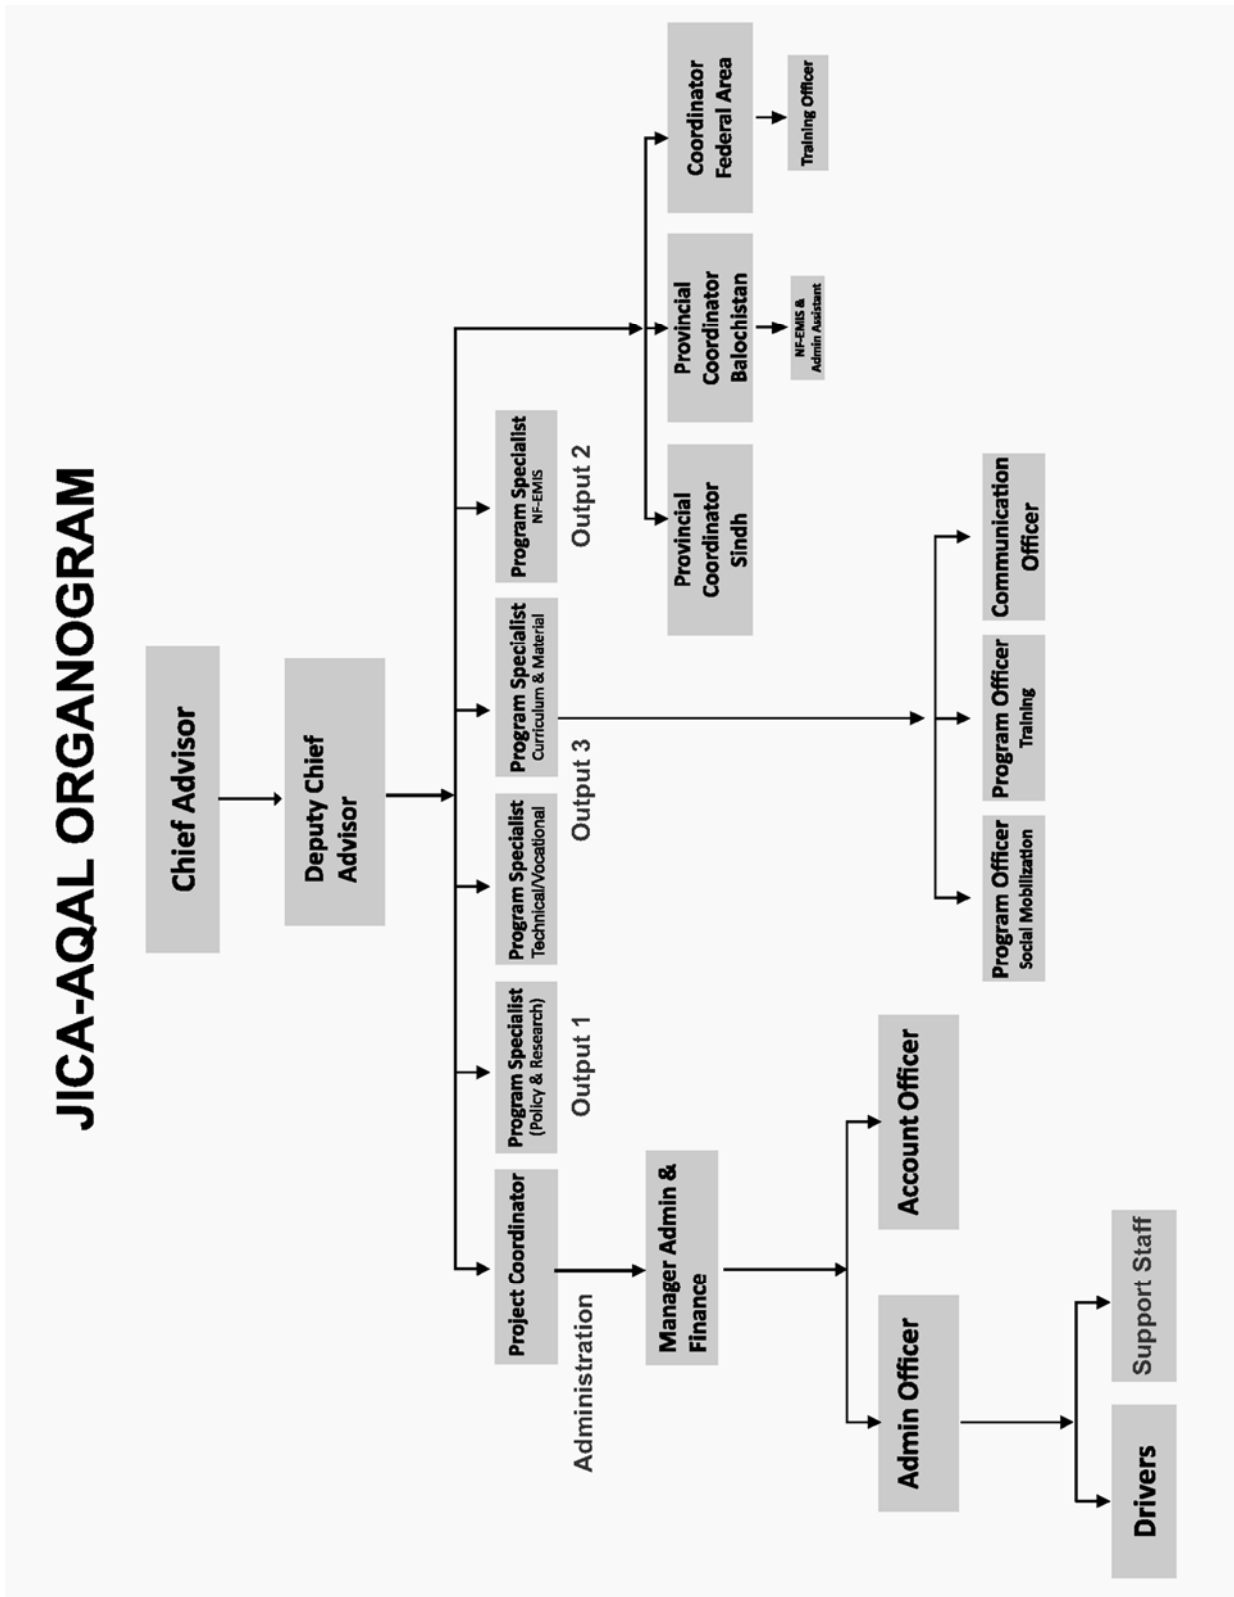 JICA-AQAL ORGANOGRAM
Chief Advisor
Deputy Chief
Advisor
Project Coordinator
Program Specialist
(Policy & Research)
Program Specialist
Technical/Vocational
Program Specialist
Curriculum & Material
Program Specialist
NF-EMIS
Administration
Output 1
Output 3
Output 2
Manager Admin &
Finance
Provincial
Coordinator
Sindh
Provincial
Coordinator
Balochistan
Coordinator
Federal Area
NF-EMIS &
Admin Assistant
Training Officer
Admin Officer
Account Officer
Program Officer
Social Mobilization
Program Officer
Training
Communication
Officer
Drivers
Support Staff